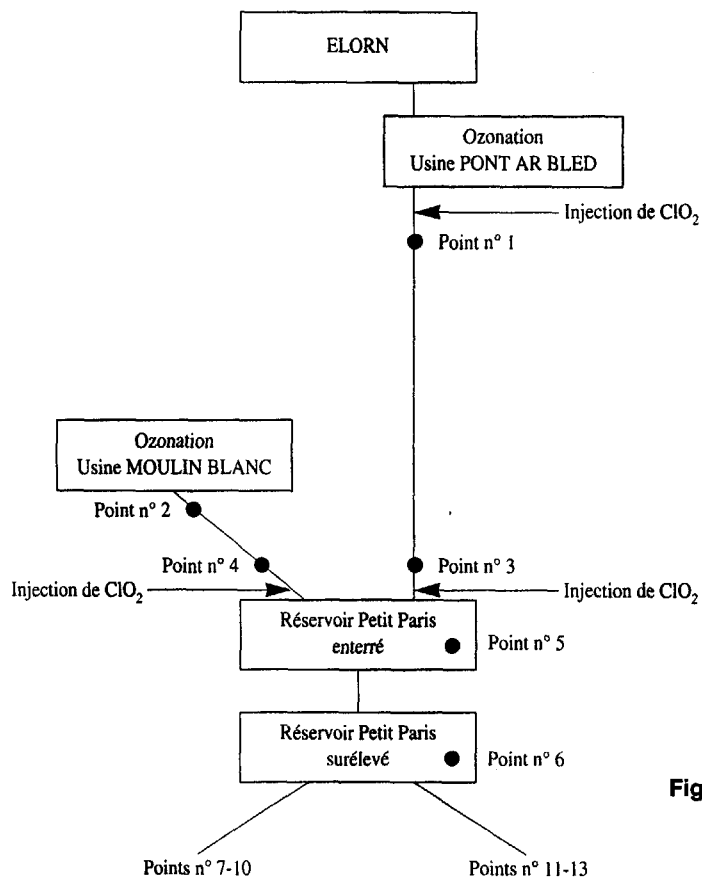 ELORN
Ozonation
Usine PONT AR BLED
Injection de ClO₂
Point n° 1
Ozonation
Usine MOULIN BLANC
Point n° 2
Point n° 4
Point n° 3
Injection de ClO₂
Injection de ClO₂
Réservoir Petit Paris
enterré
Point n° 5
Réservoir Petit Paris
surélevé
Point n° 6
Fig
Points n° 7-10
Points n° 11-13